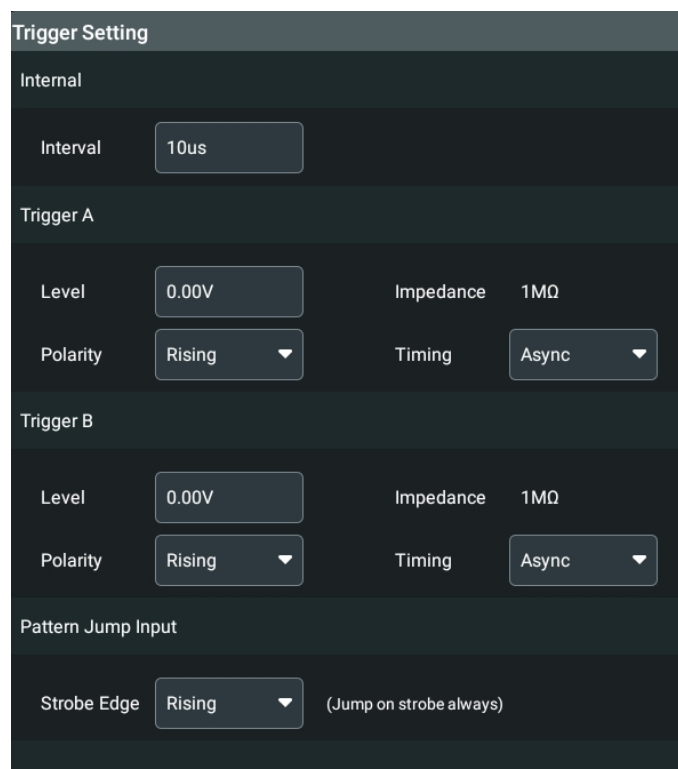 Trigger Setting
Internal
Interval 10us
Trigger A
Level 0.00V Impedance 1MΩ
Polarity Rising Timing Async
Trigger B
Level 0.00V Impedance 1MΩ
Polarity Rising Timing Async
Pattern Jump Input
Strobe Edge Rising (Jump on strobe always)